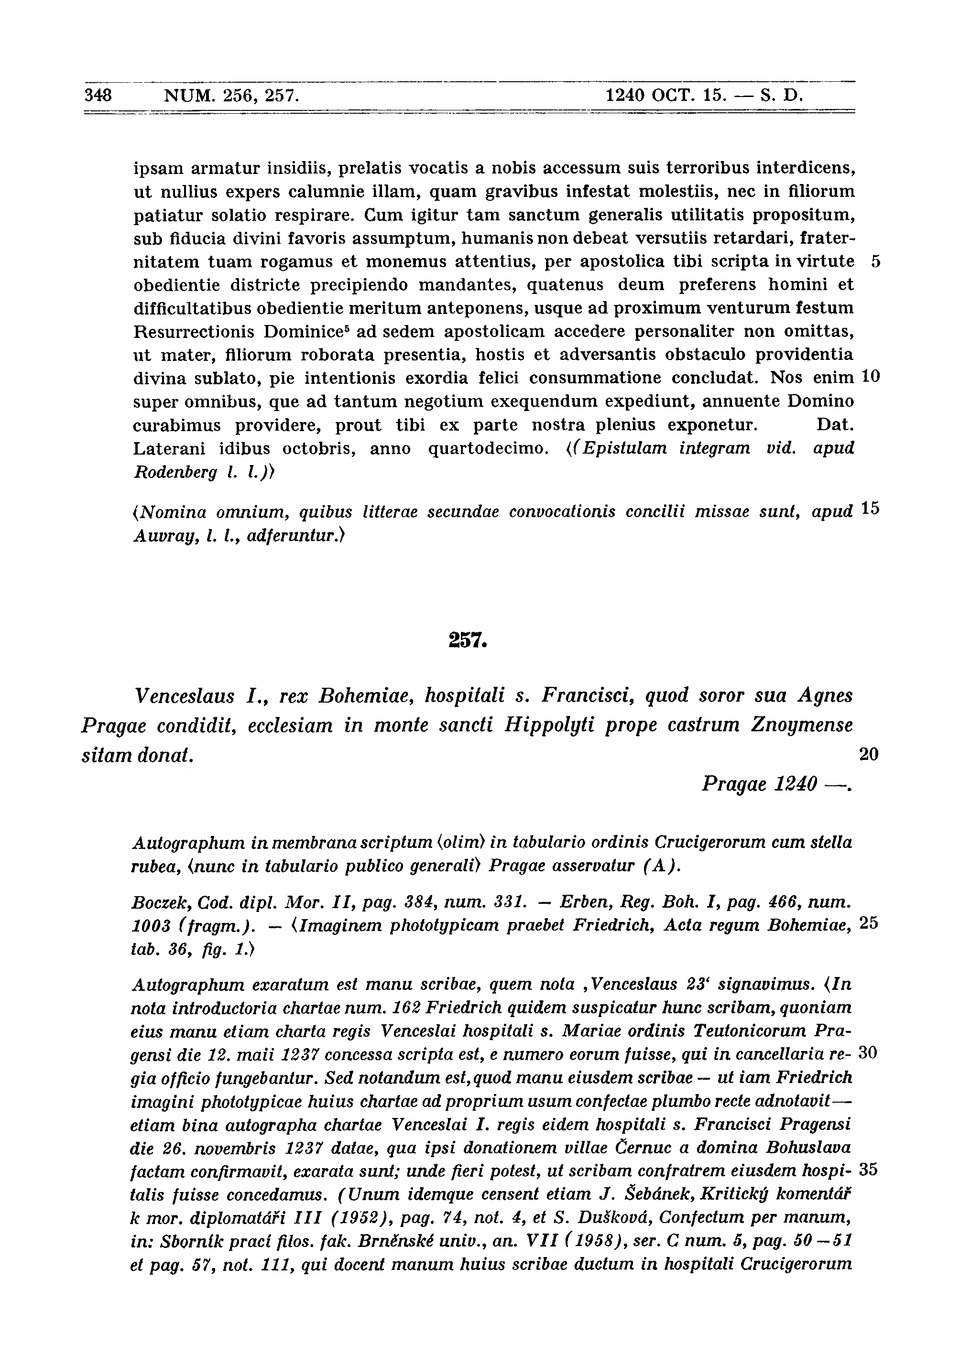 348 NUM. 256, 257. 1240 OCT. 15. — S. D.
ipsam armatur insidiis, prelatis vocatis a nobis accessum suis terroribus interdicens,
ut nullius expers calumnie illam, quam gravibus infestat molestiis, nec in filiorum
patiatur solatio respirare. Cum igitur tam sanctum generalis utilitatis propositum,
sub fiducia divini favoris assumptum, humanis non debeat versutiis retardari, frater-
nitatem tuam rogamus et monemus attentius, per apostolica tibi scripta in virtute 5
obedientie districte precipiendo mandantes, quatenus deum preferens homini et
difficultatibus obedientie meritum anteponens, usque ad proximum venturum festum
Resurrectionis Dominice⁵ ad sedem apostolicam accedere personaliter non omittas,
ut mater, filiorum roborata presentia, hostis et adversantis obstaculo providentia
divina sublato, pie intentionis exordia felici consummatione concludat. Nos enim 10
super omnibus, que ad tantum negotium exequendum expediunt, annuente Domino
curabimus providere, prout tibi ex parte nostra plenius exponetur. Dat.
Laterani idibus octobris, anno quartodecimo. ⟨(Epistulam integram vid. apud
Rodenberg l. l.)⟩
⟨Nomina omnium, quibus litterae secundae convocationis concilii missae sunt, apud 15
Auvray, l. l., adferuntur.⟩
257.
Venceslaus I., rex Bohemiae, hospitali s. Francisci, quod soror sua Agnes
Pragae condidit, ecclesiam in monte sancti Hippolyti prope castrum Znoymense
sitam donat. 20
Pragae 1240 —.
Autographum in membrana scriptum ⟨olim⟩ in tabulario ordinis Crucigerorum cum stella
rubea, ⟨nunc in tabulario publico generali⟩ Pragae asservatur (A).
Boczek, Cod. dipl. Mor. II, pag. 384, num. 331. — Erben, Reg. Boh. I, pag. 466, num.
1003 (fragm.). — ⟨Imaginem phototypicam praebet Friedrich, Acta regum Bohemiae, 25
tab. 36, fig. 1.⟩
Autographum exaratum est manu scribae, quem nota ‚Venceslaus 23‘ signavimus. ⟨In
nota introductoria chartae num. 162 Friedrich quidem suspicatur hunc scribam, quoniam
eius manu etiam charta regis Venceslai hospitali s. Mariae ordinis Teutonicorum Pra-
gensi die 12. maii 1237 concessa scripta est, e numero eorum fuisse, qui in cancellaria re- 30
gia officio fungebantur. Sed notandum est, quod manu eiusdem scribae — ut iam Friedrich
imagini phototypicae huius chartae ad proprium usum confectae plumbo recte adnotavit —
etiam bina autographa chartae Venceslai I. regis eidem hospitali s. Francisci Pragensi
die 26. novembris 1237 datae, qua ipsi donationem villae Černuc a domina Bohuslava
factam confirmavit, exarata sunt; unde fieri potest, ut scribam confratrem eiusdem hospi- 35
talis fuisse concedamus. (Unum idemque censent etiam J. Šebánek, Kritický komentář
k mor. diplomatáři III (1952), pag. 74, not. 4, et S. Dušková, Confectum per manum,
in: Sborník prací filos. fak. Brněnské univ., an. VII (1958), ser. C num. 5, pag. 50—51
et pag. 57, not. 111, qui docent manum huius scribae ductum in hospitali Crucigerorum